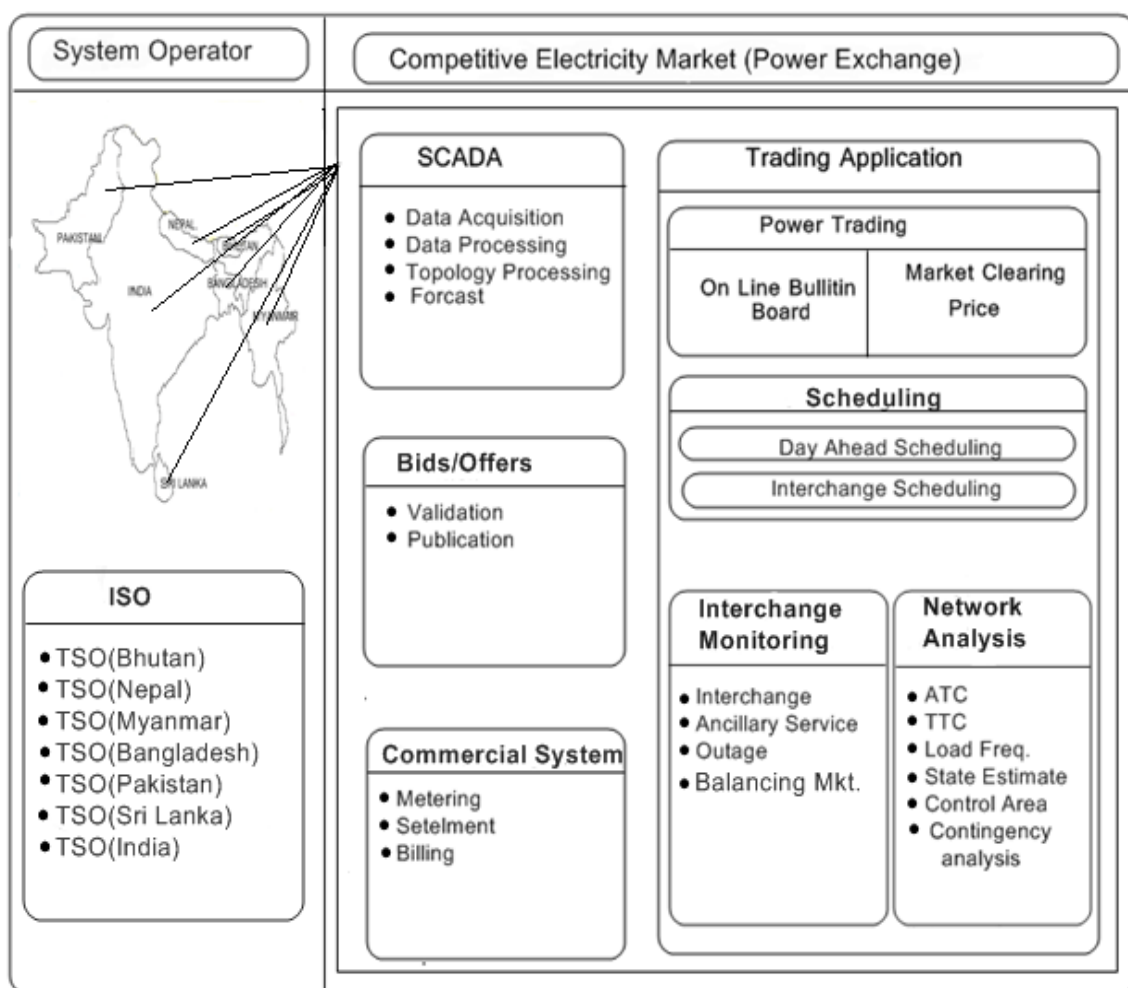 System Operator
Competitive Electricity Market (Power Exchange)
PAKISTAN
NEPAL
BHUTAN
INDIA
BANGLADESH
MYANMAR
SRI LANKA
ISO
• TSO(Bhutan)
• TSO(Nepal)
• TSO(Myanmar)
• TSO(Bangladesh)
• TSO(Pakistan)
• TSO(Sri Lanka)
• TSO(India)
SCADA
• Data Acquisition
• Data Processing
• Topology Processing
• Forcast
Bids/Offers
• Validation
• Publication
Commercial System
• Metering
• Setelment
• Billing
Trading Application
Power Trading
On Line Bullitin
Board
Market Clearing
Price
Scheduling
Day Ahead Scheduling
Interchange Scheduling
Interchange
Monitoring
• Interchange
• Ancillary Service
• Outage
• Balancing Mkt.
Network
Analysis
• ATC
• TTC
• Load Freq.
• State Estimate
• Control Area
• Contingency
analysis